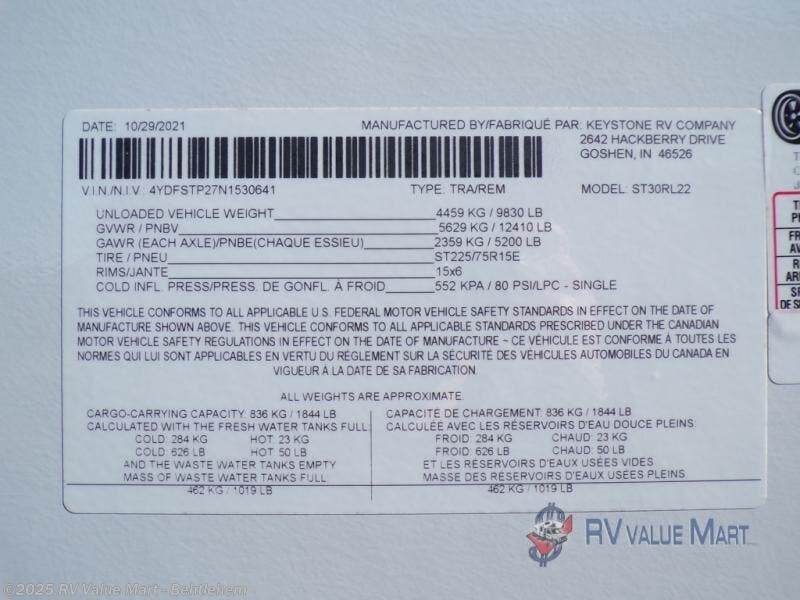 DATE: 10/29/2021 MANUFACTURED BY/FABRIQUÉ PAR: KEYSTONE RV COMPANY
2642 HACKBERRY DRIVE
GOSHEN, IN 46526
V.I.N./N.I.V.: 4YDFSTP27N1530641 TYPE: TRA/REM MODEL: ST30RL22
UNLOADED VEHICLE WEIGHT 4459 KG / 9830 LB
GVWR / PNBV 5629 KG / 12410 LB
GAWR (EACH AXLE)/PNBE(CHAQUE ESSIEU) 2359 KG / 5200 LB
TIRE / PNEU ST225/75R15E
RIMS/JANTE 15x6
COLD INFL. PRESS/PRESS. DE GONFL. À FROID 552 KPA / 80 PSI/LPC - SINGLE
THIS VEHICLE CONFORMS TO ALL APPLICABLE U.S. FEDERAL MOTOR VEHICLE SAFETY STANDARDS IN EFFECT ON THE DATE OF
MANUFACTURE SHOWN ABOVE. THIS VEHICLE CONFORMS TO ALL APPLICABLE STANDARDS PRESCRIBED UNDER THE CANADIAN
MOTOR VEHICLE SAFETY REGULATIONS IN EFFECT ON THE DATE OF MANUFACTURE ~ CE VÉHICULE EST CONFORME À TOUTES LES
NORMES QUI LUI SONT APPLICABLES EN VERTU DU RÉGLEMENT SUR LA SÉCURITÉ DES VÉHICULES AUTOMOBILES DU CANADA EN
VIGUEUR À LA DATE DE SA FABRICATION.
ALL WEIGHTS ARE APPROXIMATE.
CARGO-CARRYING CAPACITY: 836 KG / 1844 LB
CALCULATED WITH THE FRESH WATER TANKS FULL:
COLD: 284 KG HOT: 23 KG
COLD: 626 LB HOT: 50 LB
AND THE WASTE WATER TANKS EMPTY
MASS OF WASTE WATER TANKS FULL:
462 KG / 1019 LB
CAPACITÉ DE CHARGEMENT: 836 KG / 1844 LB
CALCULÉE AVEC LES RÉSERVOIRS D'EAU DOUCE PLEINS:
FROID: 284 KG CHAUD: 23 KG
FROID: 626 LB CHAUD: 50 LB
ET LES RÉSERVOIRS D'EAUX USÉES VIDES
MASSE DES RÉSERVOIRS D'EAUX USÉES PLEINS:
462 KG / 1019 LB
RV VALUE MART
©2025 RV Value Mart - Behtlehem